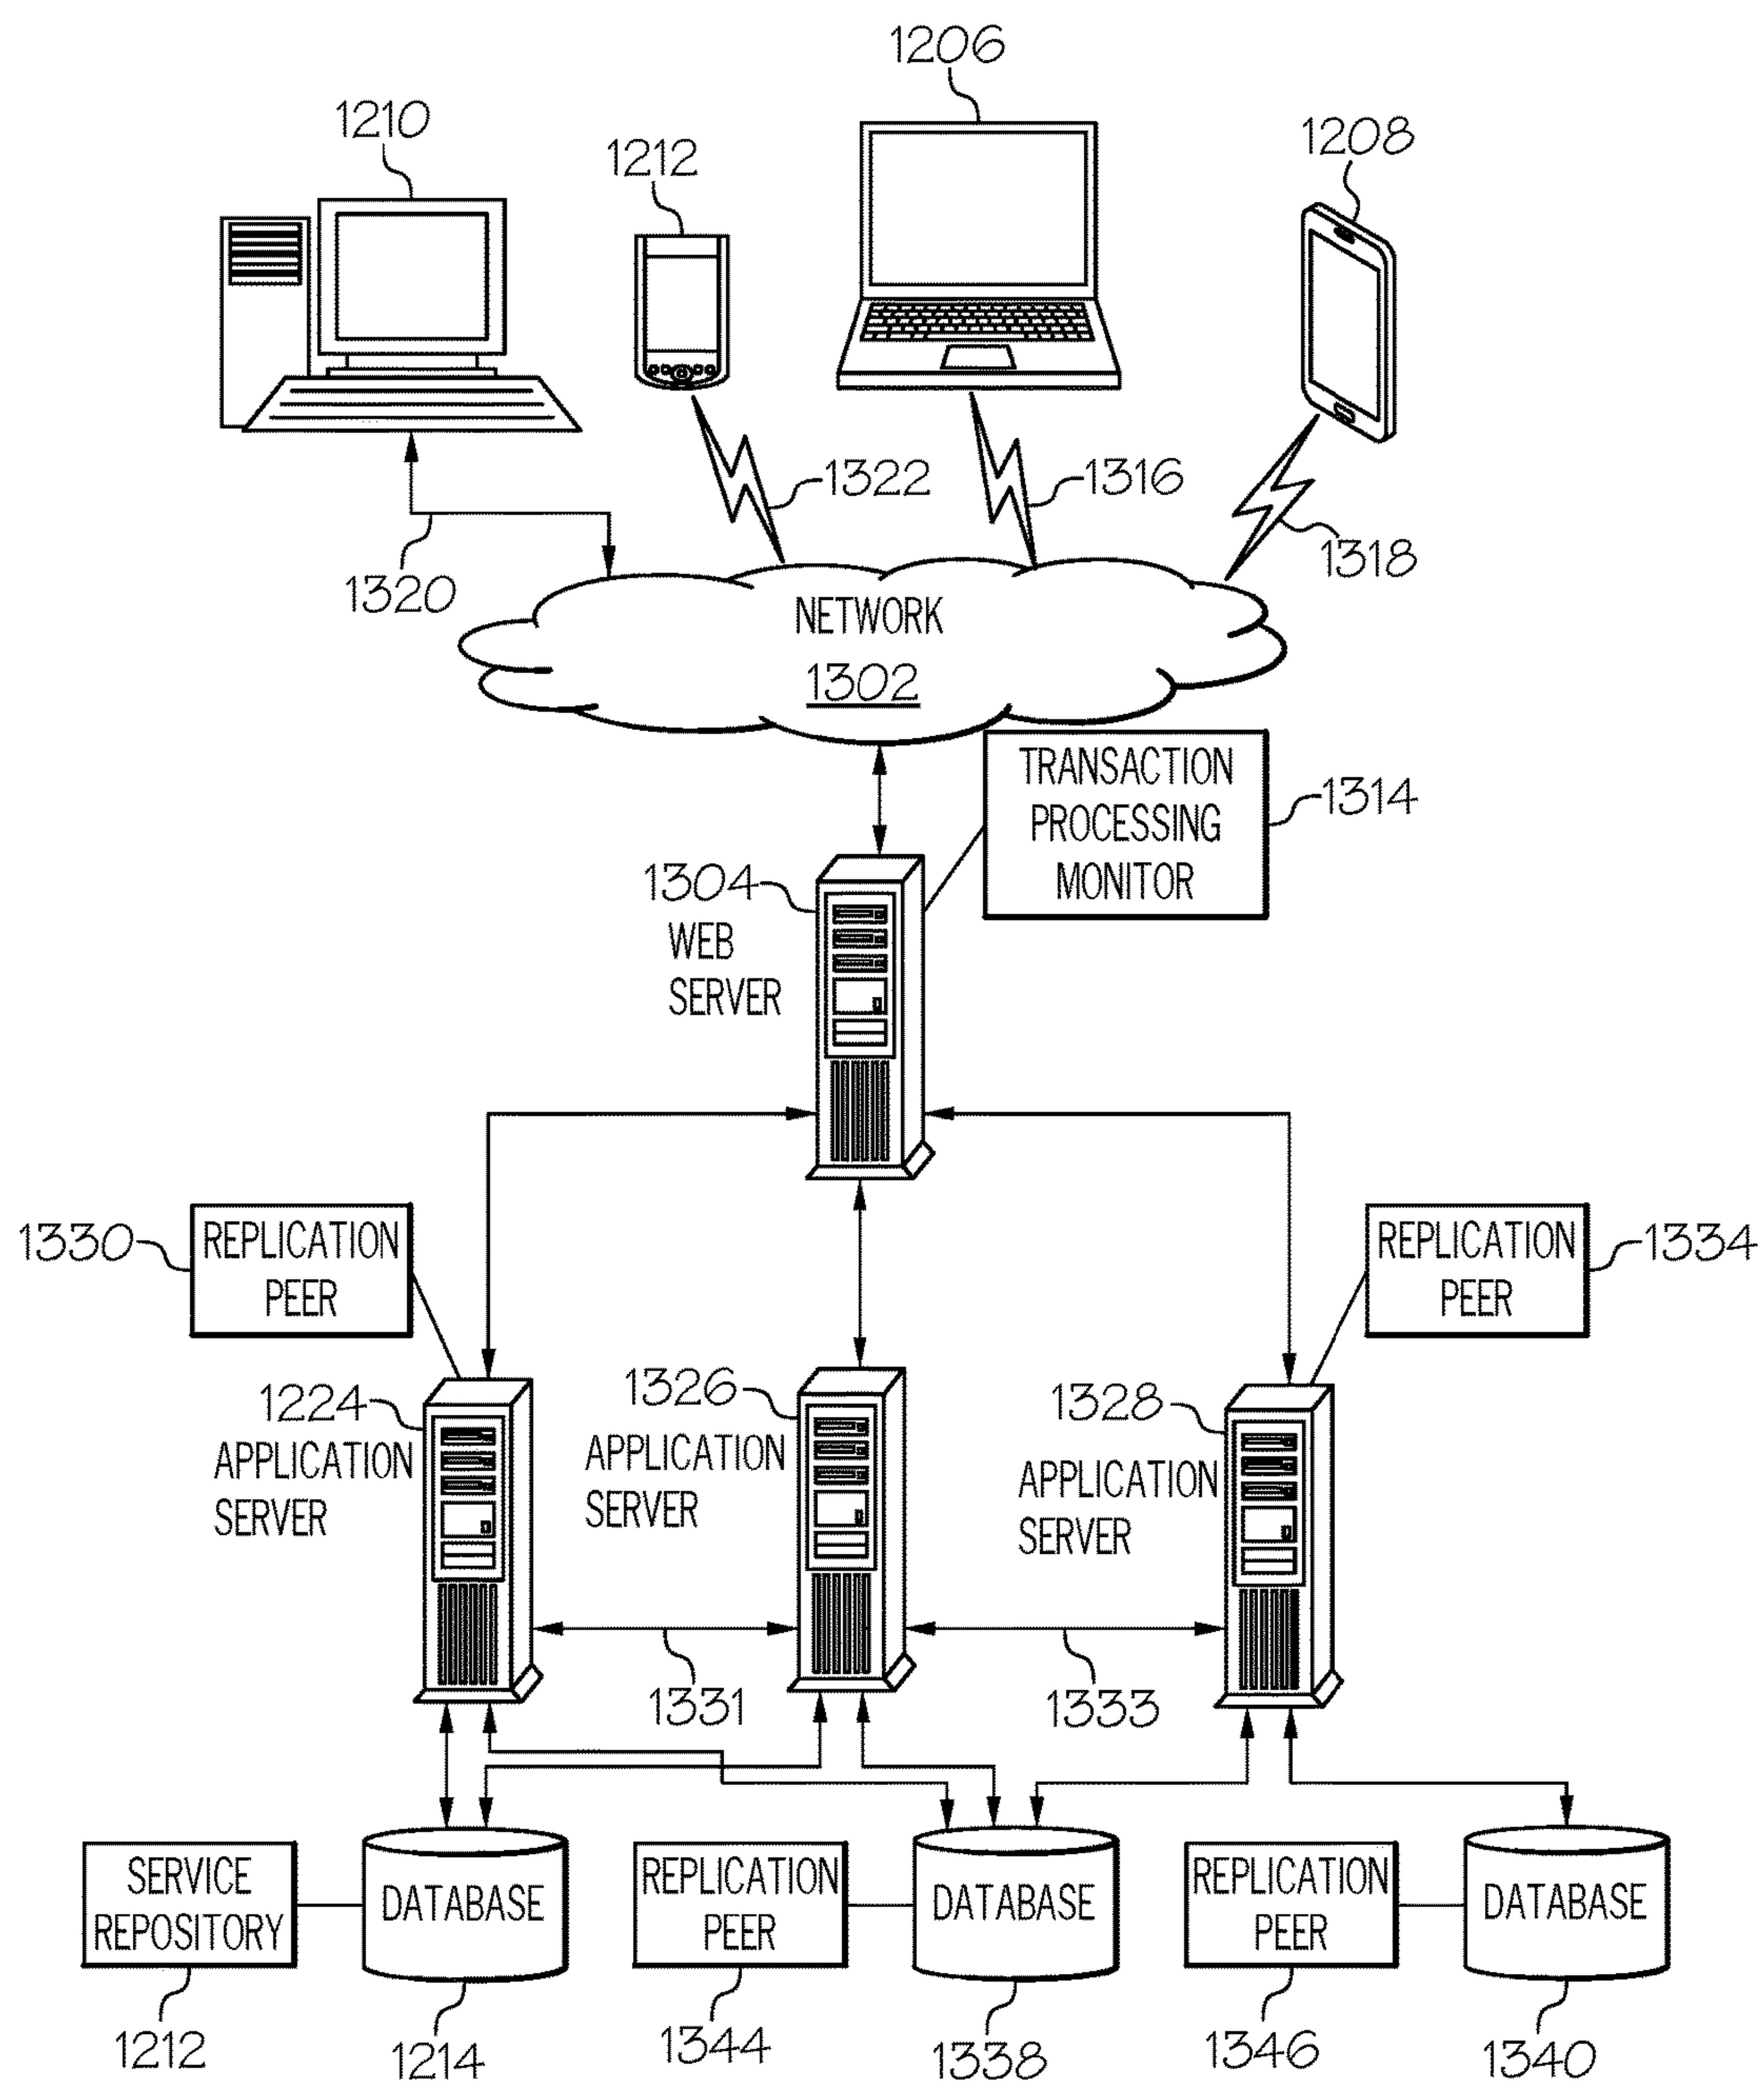 1206
1210
1212
1208
1322
1316
1318
1320
NETWORK
1302
TRANSACTION
PROCESSING
MONITOR
1314
1304
WEB
SERVER
1330
REPLICATION
PEER
REPLICATION
PEER
1334
1224
APPLICATION
SERVER
1326
APPLICATION
SERVER
1328
APPLICATION
SERVER
1331
1333
SERVICE
REPOSITORY
DATABASE
REPLICATION
PEER
DATABASE
REPLICATION
PEER
DATABASE
1212
1214
1344
1338
1346
1340